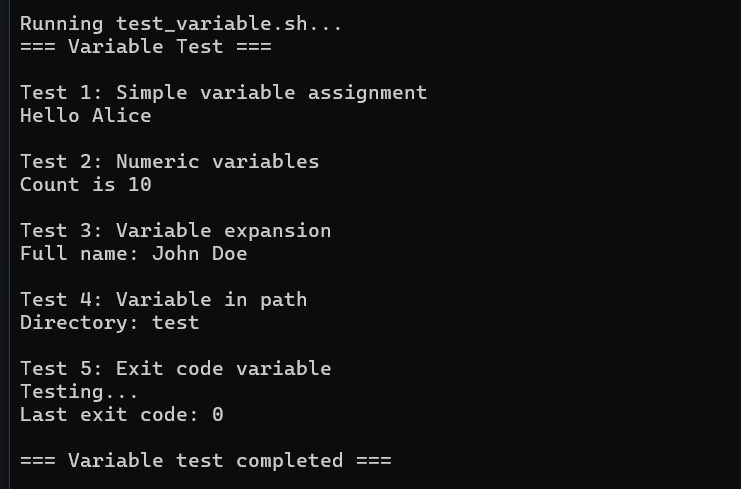 Running test_variable.sh...
=== Variable Test ===
Test 1: Simple variable assignment
Hello Alice
Test 2: Numeric variables
Count is 10
Test 3: Variable expansion
Full name: John Doe
Test 4: Variable in path
Directory: test
Test 5: Exit code variable
Testing...
Last exit code: 0
=== Variable test completed ===